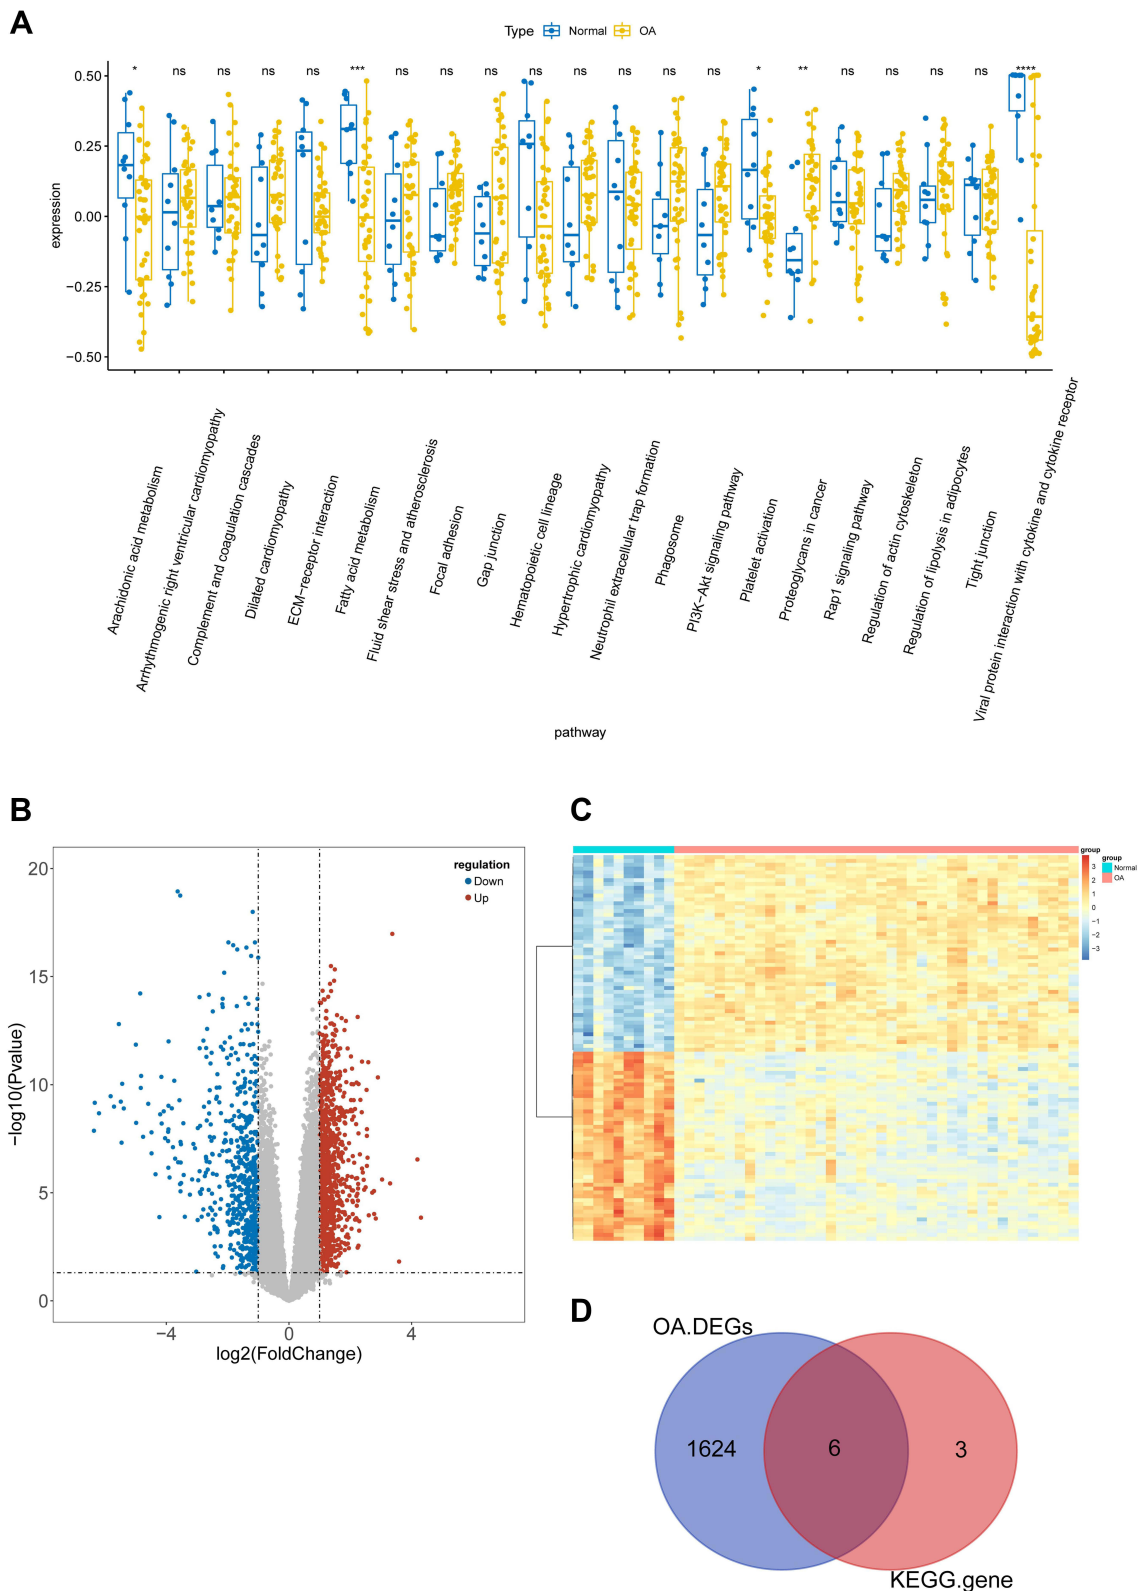 A
Type Normal OA
* ns ns ns ns *** ns ns ns ns ns ns ns ns * ** ns ns ns ns ****
0.50
0.25
0.00
−0.25
−0.50
expression
Arachidonic acid metabolism
Arrhythmogenic right ventricular cardiomyopathy
Complement and coagulation cascades
Dilated cardiomyopathy
ECM−receptor interaction
Fatty acid metabolism
Fluid shear stress and atherosclerosis
Focal adhesion
Gap junction
Hematopoietic cell lineage
Hypertrophic cardiomyopathy
Neutrophil extracellular trap formation
Phagosome
PI3K−Akt signaling pathway
Platelet activation
Proteoglycans in cancer
Rap1 signaling pathway
Regulation of actin cytoskeleton
Regulation of lipolysis in adipocytes
Tight junction
Viral protein interaction with cytokine and cytokine receptor
pathway
B
regulation
Down
Up
20
15
10
5
0
−log10(Pvalue)
−4 0 4
log2(FoldChange)
C
group
3
2
1
0
−1
−2
−3
group
Normal
OA
D
OA.DEGs
1624 6 3
KEGG.gene